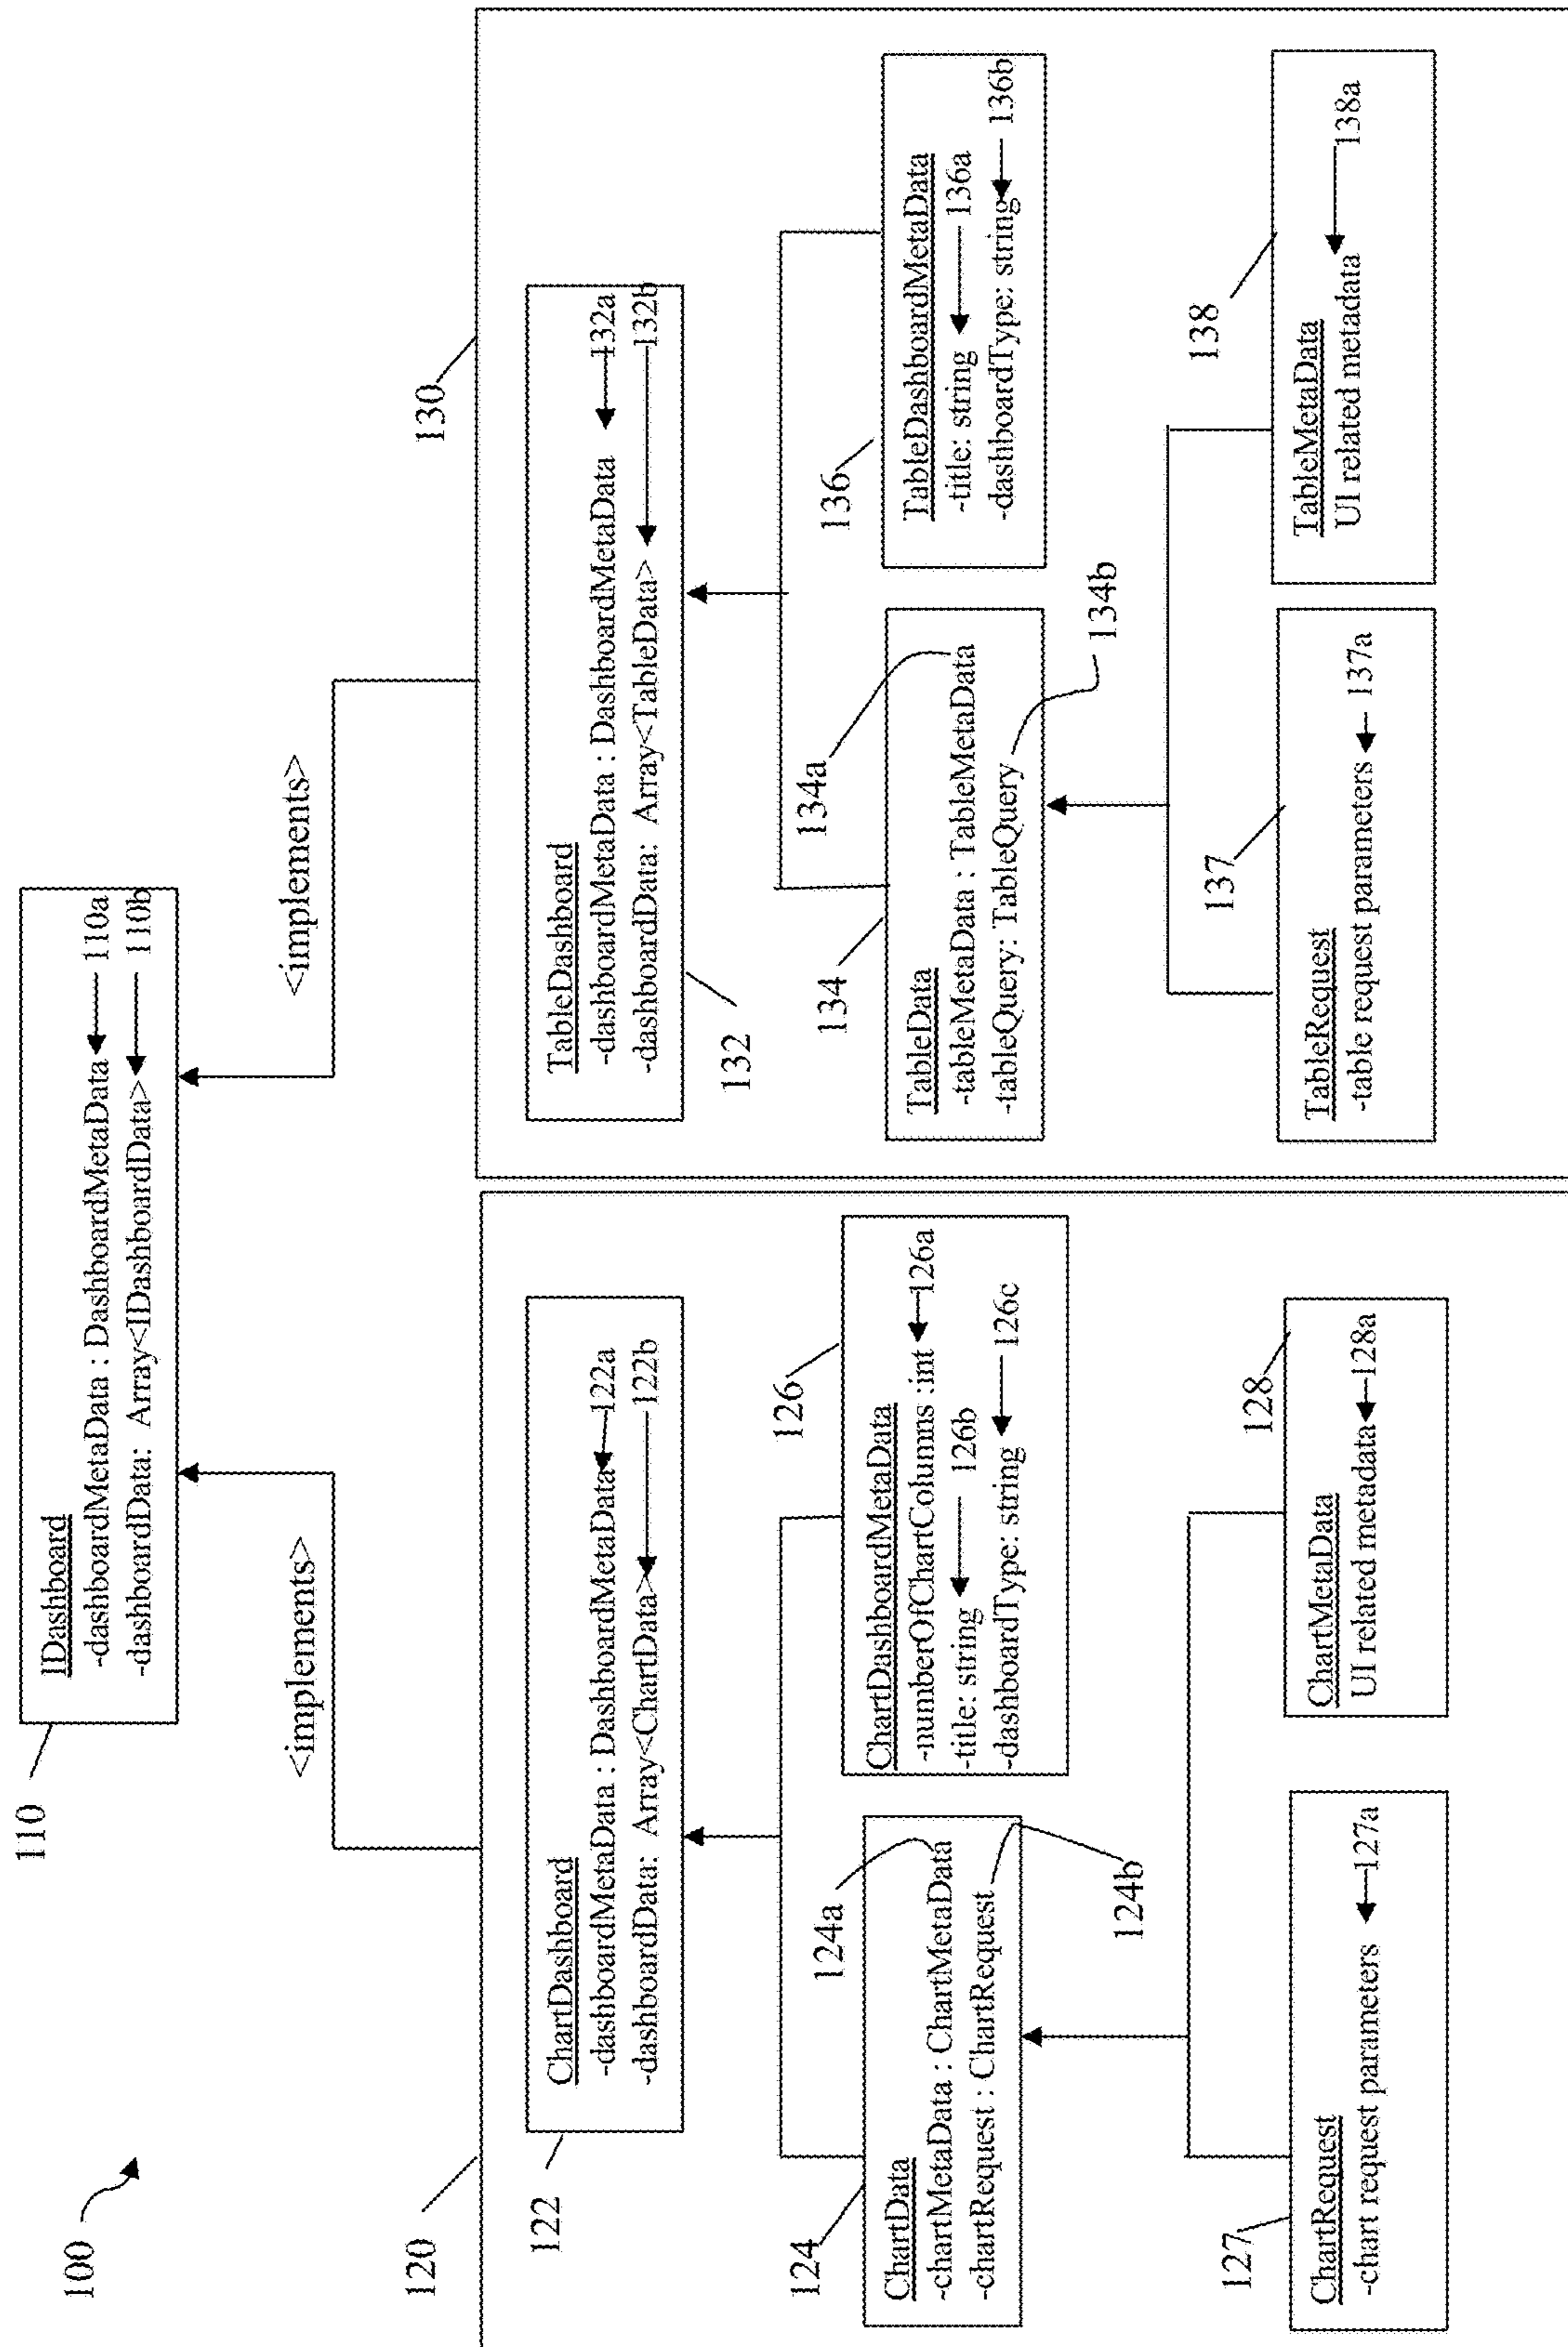 100
110
IDashboard
-dashboardMetaData : DashboardMetaData 110a
-dashboardData: Array<IDashboardData> 110b
<implements>
<implements>
120
122
ChartDashboard
-dashboardMetaData : DashboardMetaData 122a
-dashboardData: Array<ChartData> 122b
124
124a
ChartData
-chartMetaData : ChartMetaData
-chartRequest : ChartRequest
124b
126
ChartDashboardMetaData
-numberOfChartColumns :int 126a
-title: string 126b
-dashboardType: string 126c
127
ChartRequest
-chart request parameters 127a
128
ChartMetaData
UI related metadata 128a
130
TableDashboard
-dashboardMetaData : DashboardMetaData 132a
-dashboardData: Array<TableData> 132b
132
134
134a
TableData
-tableMetaData : TableMetaData
-tableQuery: TableQuery
134b
136
TableDashboardMetaData
-title: string 136a
-dashboardType: string 136b
137
TableRequest
-table request parameters 137a
138
TableMetaData
UI related metadata 138a